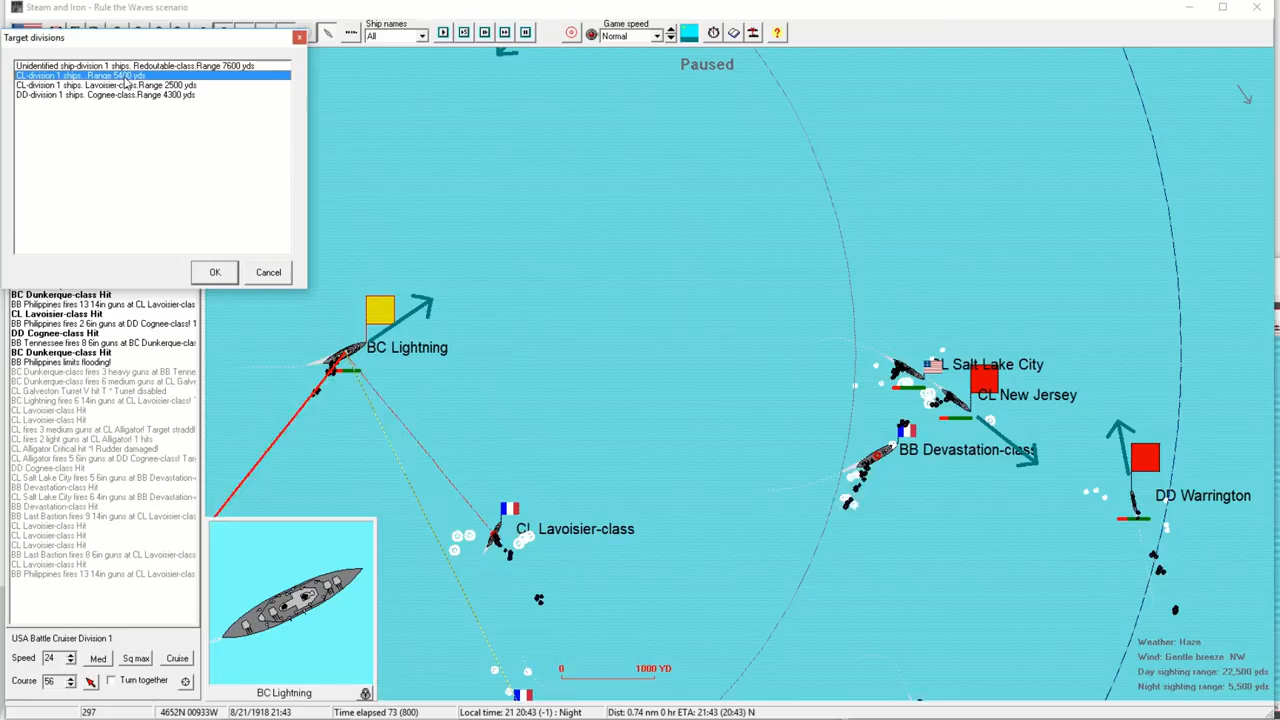 Steam and Iron - Rule the Waves scenario
Target divisions
Ship names
All
Game speed
Normal
Paused
Unidentified ship-division 1 ships. Redoutable-class.Range 7600 yds
CL-division 1 ships. .Range 5400 yds
CL-division 1 ships. Lavoisier-class.Range 2500 yds
DD-division 1 ships. Cognee-class.Range 4300 yds
OK
Cancel
BC Dunkerque-class Hit
BB Philippines fires 13 14in guns at CL Lavoisier-clas
CL Lavoisier-class Hit
BB Philippines fires 2 6in guns at DD Cognee-class! 1
DD Cognee-class Hit
BB Tennessee fires 8 6in guns at BC Dunkerque-clas
BC Dunkerque-class Hit
BB Philippines limits flooding!
BC Dunkerque-class fires 3 heavy guns at BB Tenne
BC Dunkerque-class fires 6 medium guns at CL Galv
CL Galveston Turret V hit T * Turret disabled
BC Lightning fires 6 14in guns at CL Lavoisier-class!
CL Lavoisier-class Hit
CL Lavoisier-class Hit
CL fires 3 medium guns at CL Alligator! Target straddl
CL fires 2 light guns at CL Alligator! 1 hits
CL Alligator Critical hit *! Rudder damaged!
CL Alligator fires 5 6in guns at DD Cognee-class! Tar
DD Cognee-class Hit
CL Salt Lake City fires 5 6in guns at BB Devastation-
BB Devastation-class Hit
CL Salt Lake City fires 6 4in guns at BB Devastation-
BB Devastation-class Hit
BB Last Bastion fires 9 14in guns at CL Lavoisier-clas
CL Lavoisier-class Hit
CL Lavoisier-class Hit
CL Lavoisier-class Hit
BB Last Bastion fires 8 6in guns at CL Lavoisier-class
CL Lavoisier-class Hit
BB Philippines fires 13 14in guns at CL Lavoisier-clas
BC Lightning
CL Salt Lake City
CL New Jersey
BB Devastation-class
DD Warrington
CL Lavoisier-class
0 1000 YD
Weather: Haze
Wind: Gentle breeze NW
Day sighting range: 22,500 yrds
Night sighting range: 5,500 yrds
USA Battle Cruiser Division 1
Speed 24 Med Sq max Cruise
Course 56 Turn together
BC Lightning
297 4652N 00933W 8/21/1918 21:43 Time elapsed 73 (800) Local time: 21 20:43 (-1) : Night Dist: 0.74 nm 0 hr ETA: 21:43 (20:43) N